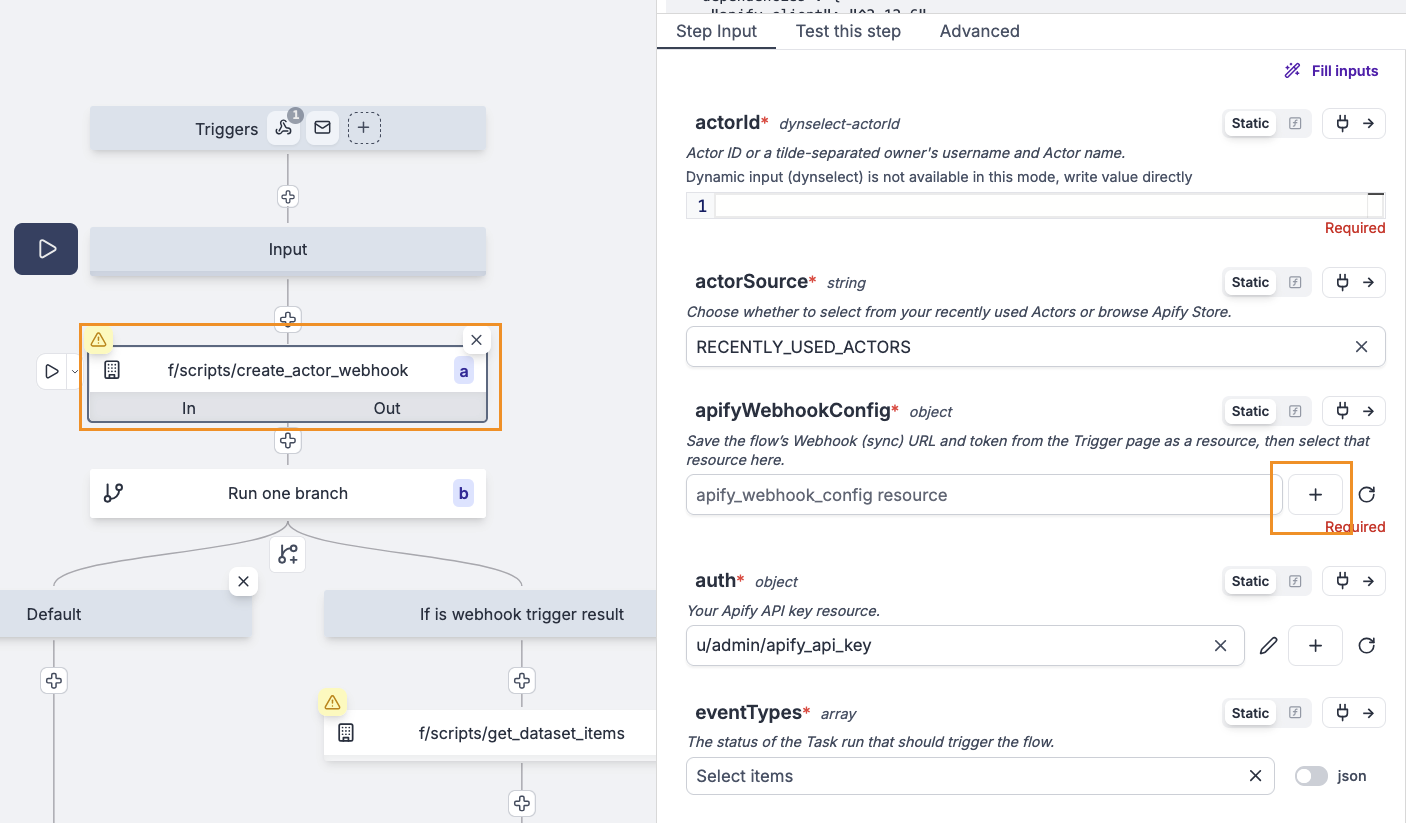 Triggers
1
Input
f/scripts/create_actor_webhook
a
In
Out
Run one branch
b
Default
If is webhook trigger result
f/scripts/get_dataset_items
Step Input
Test this step
Advanced
Fill inputs
actorId* dynselect-actorId
Static
Actor ID or a tilde-separated owner's username and Actor name.
Dynamic input (dynselect) is not available in this mode, write value directly
1
Required
actorSource* string
Static
Choose whether to select from your recently used Actors or browse Apify Store.
RECENTLY_USED_ACTORS
apifyWebhookConfig* object
Static
Save the flow’s Webhook (sync) URL and token from the Trigger page as a resource, then select that
resource here.
apify_webhook_config resource
Required
auth* object
Static
Your Apify API key resource.
u/admin/apify_api_key
eventTypes* array
Static
The status of the Task run that should trigger the flow.
Select items
json